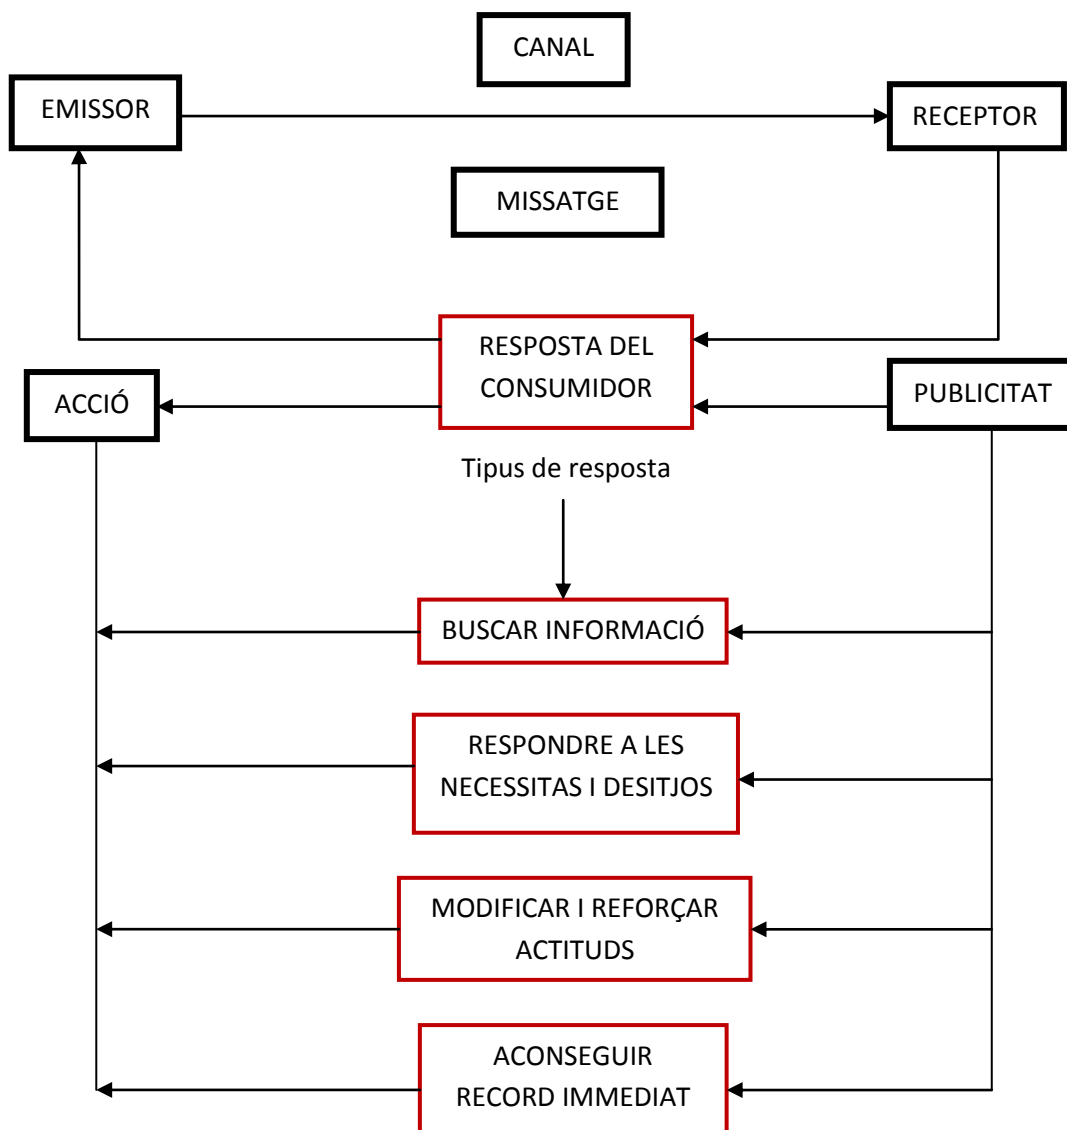 CANAL
EMISSOR
RECEPTOR
MISSATGE
RESPOSTA DEL
CONSUMIDOR
ACCIÓ
PUBLICITAT
Tipus de resposta
BUSCAR INFORMACIÓ
RESPONDRE A LES
NECESSITAS I DESITJOS
MODIFICAR I REFORÇAR
ACTITUDS
ACONSEGUIR
RECORD IMMEDIAT